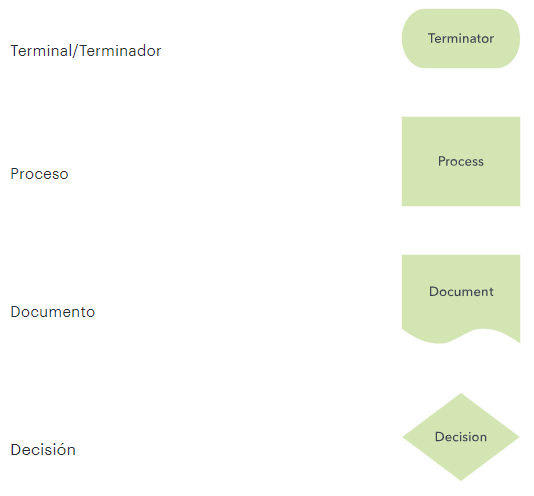 Terminal/Terminador
Terminator
Proceso
Process
Documento
Document
Decisión
Decision